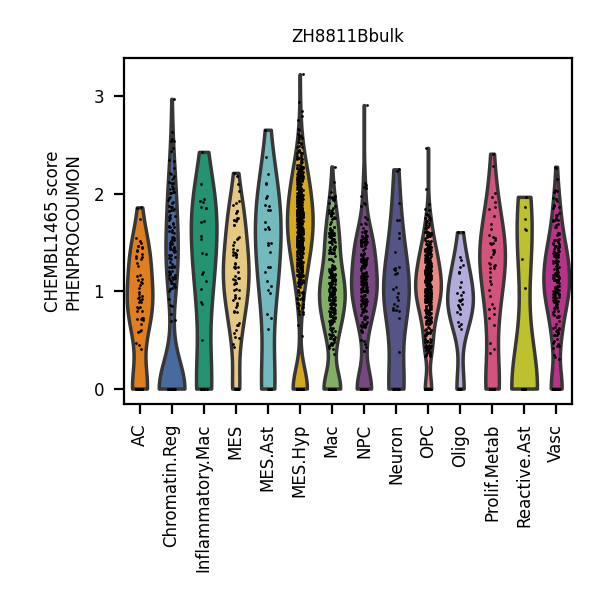 ZH8811Bbulk
CHEMBL1465 score
PHENPROCOUMON
3
2
1
0
AC
Chromatin.Reg
Inflammatory.Mac
MES
MES.Ast
MES.Hyp
Mac
NPC
Neuron
OPC
Oligo
Prolif.Metab
Reactive.Ast
Vasc